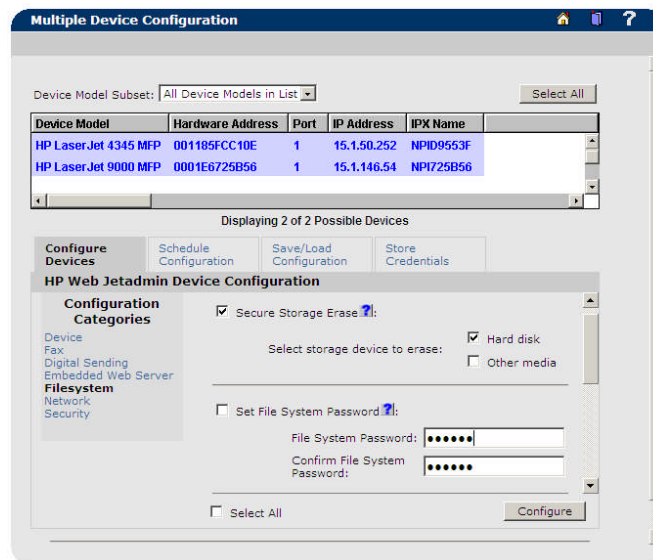 Multiple Device Configuration ?
Device Model Subset: All Device Models in List Select All
Device Model Hardware Address Port IP Address IPX Name
HP LaserJet 4345 MFP 001185FCC10E 1 15.1.50.252 NPID9553F
HP LaserJet 9000 MFP 0001E6725B56 1 15.1.146.54 NPI725B56
Displaying 2 of 2 Possible Devices
Configure Devices
Schedule Configuration
Save/Load Configuration
Store Credentials
HP Web Jetadmin Device Configuration
Configuration
Categories
Device
Fax
Digital Sending
Embedded Web Server
Filesystem
Network
Security
Secure Storage Erase ?:
Select storage device to erase: Hard disk
Other media
Set File System Password ?:
File System Password: ••••••
Confirm File System
Password: ••••••
Select All Configure